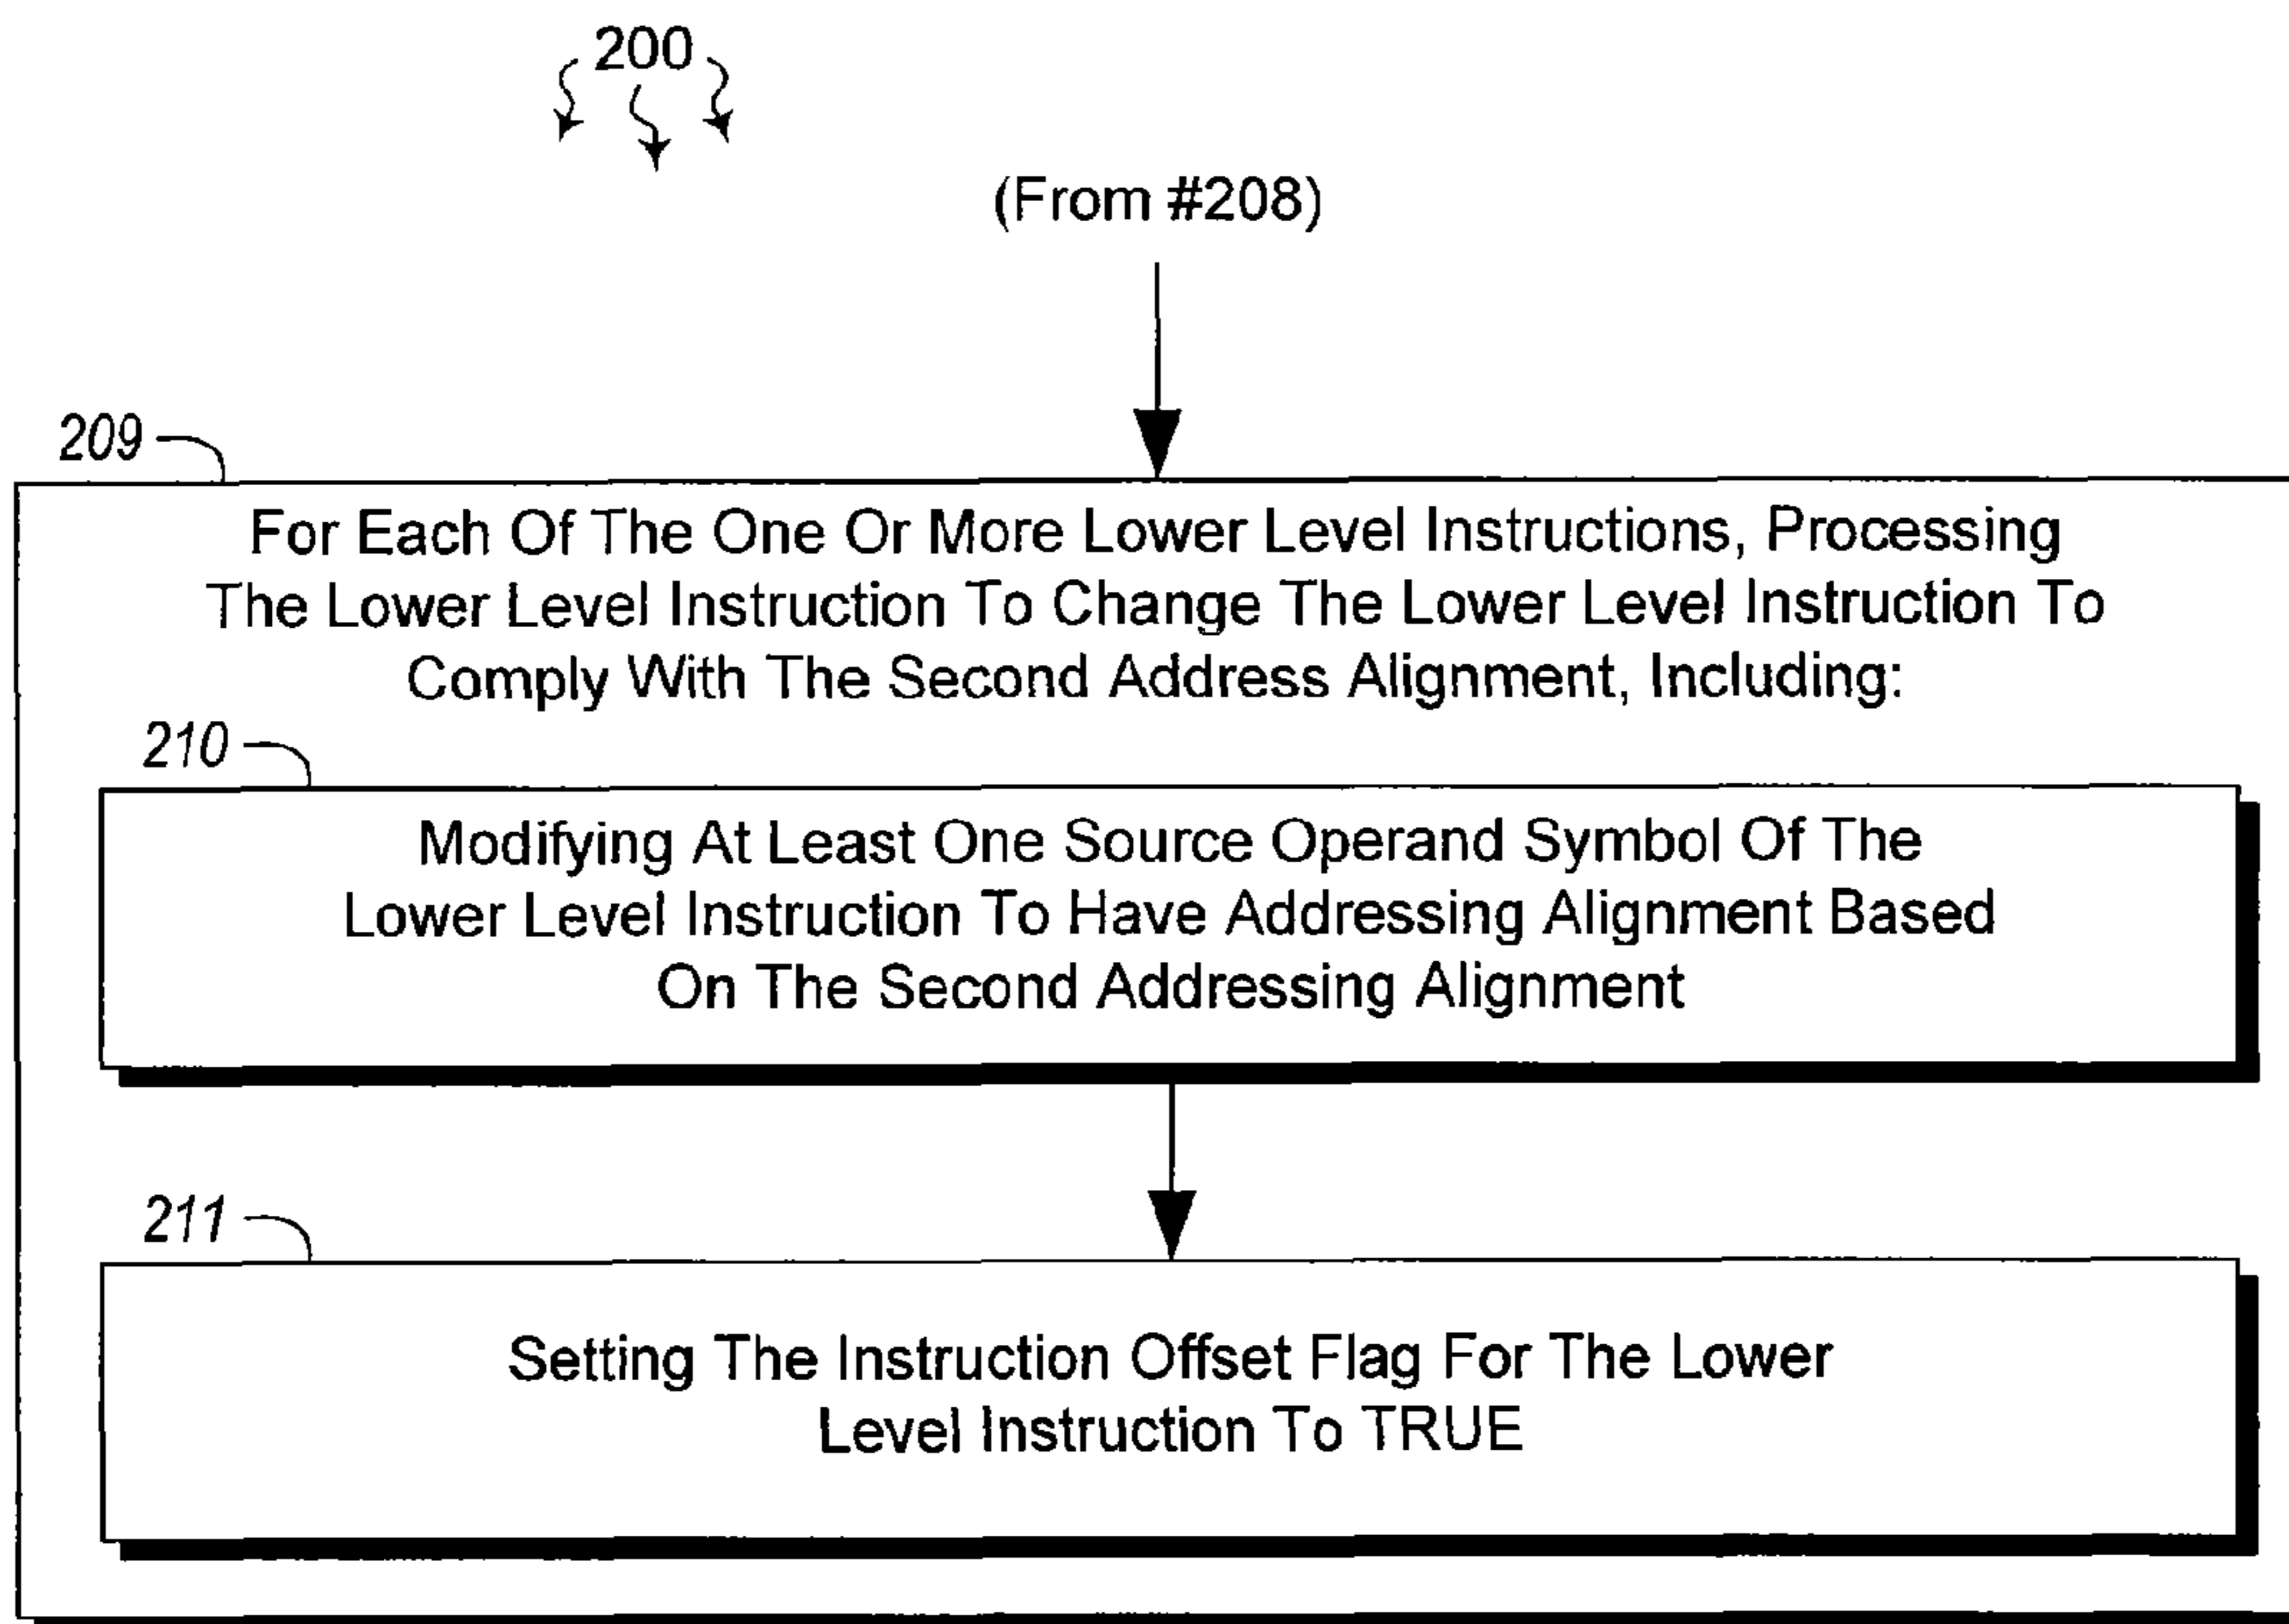 200
(From #208)
209
For Each Of The One Or More Lower Level Instructions, Processing
The Lower Level Instruction To Change The Lower Level Instruction To
Comply With The Second Address Alignment, Including:
210
Modifying At Least One Source Operand Symbol Of The
Lower Level Instruction To Have Addressing Alignment Based
On The Second Addressing Alignment
211
Setting The Instruction Offset Flag For The Lower
Level Instruction To TRUE